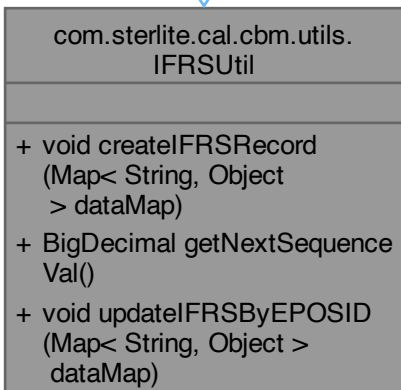 com.sterlite.cal.cbm.utils.
IFRSUtil
+ void createIFRSRecord
(Map< String, Object
> dataMap)
+ BigDecimal getNextSequence
Val()
+ void updateIFRSByEPOSID
(Map< String, Object >
dataMap)